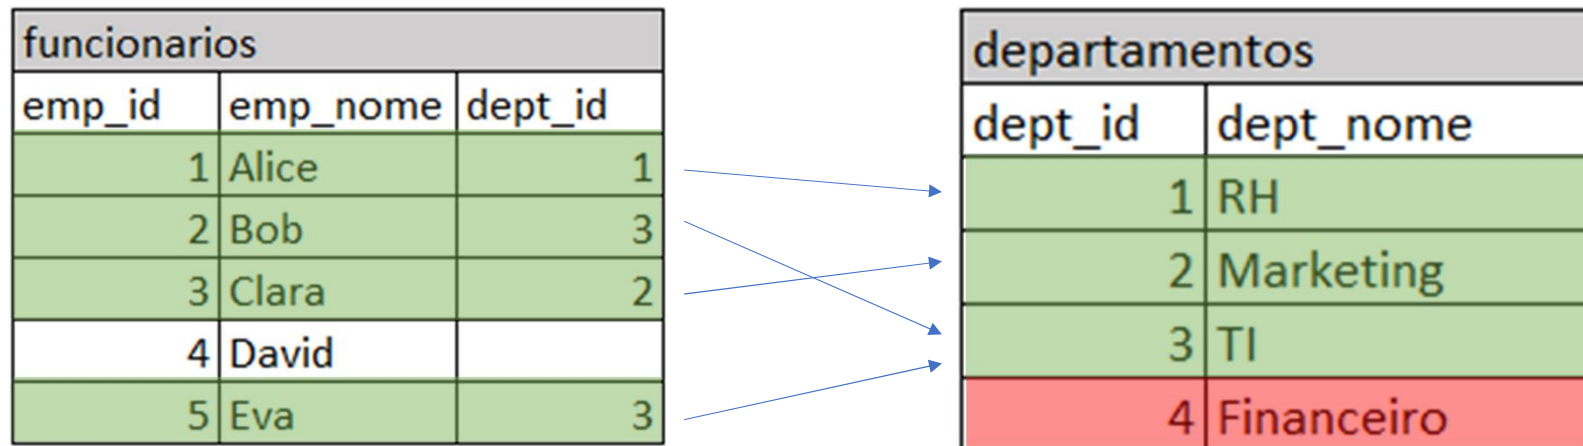 funcionarios
emp_id emp_nome dept_id
1 Alice 1
2 Bob 3
3 Clara 2
4 David
5 Eva 3
departamentos
dept_id dept_nome
1 RH
2 Marketing
3 TI
4 Financeiro